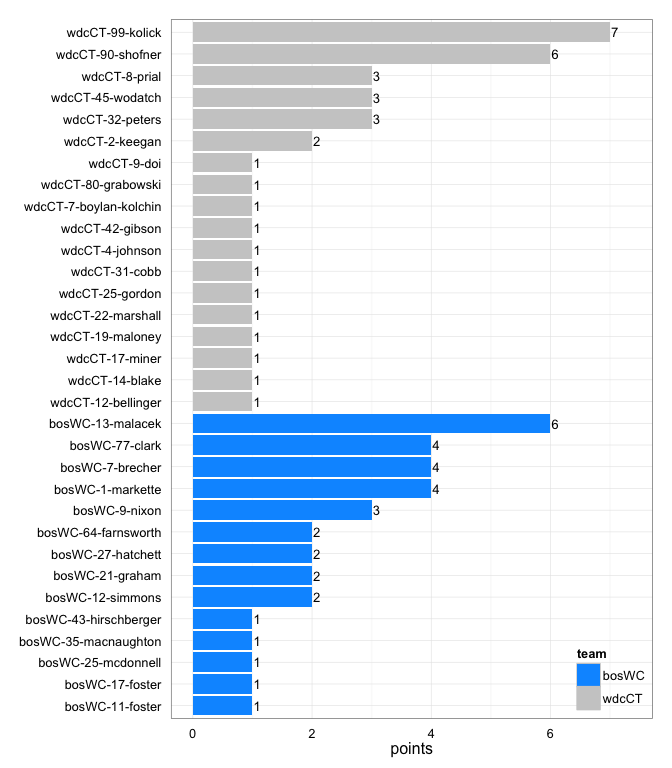 wdcCT-99-kolick 7
wdcCT-90-shofner 6
wdcCT-8-prial 3
wdcCT-45-wodatch 3
wdcCT-32-peters 3
wdcCT-2-keegan 2
wdcCT-9-doi 1
wdcCT-80-grabowski 1
wdcCT-7-boylan-kolchin 1
wdcCT-42-gibson 1
wdcCT-4-johnson 1
wdcCT-31-cobb 1
wdcCT-25-gordon 1
wdcCT-22-marshall 1
wdcCT-19-maloney 1
wdcCT-17-miner 1
wdcCT-14-blake 1
wdcCT-12-bellinger 1
bosWC-13-malacek 6
bosWC-77-clark 4
bosWC-7-brecher 4
bosWC-1-markette 4
bosWC-9-nixon 3
bosWC-64-farnsworth 2
bosWC-27-hatchett 2
bosWC-21-graham 2
bosWC-12-simmons 2
bosWC-43-hirschberger 1
bosWC-35-macnaughton 1
bosWC-25-mcdonnell 1
bosWC-17-foster 1
bosWC-11-foster 1
team
bosWC
wdcCT
0 2 4 6
points